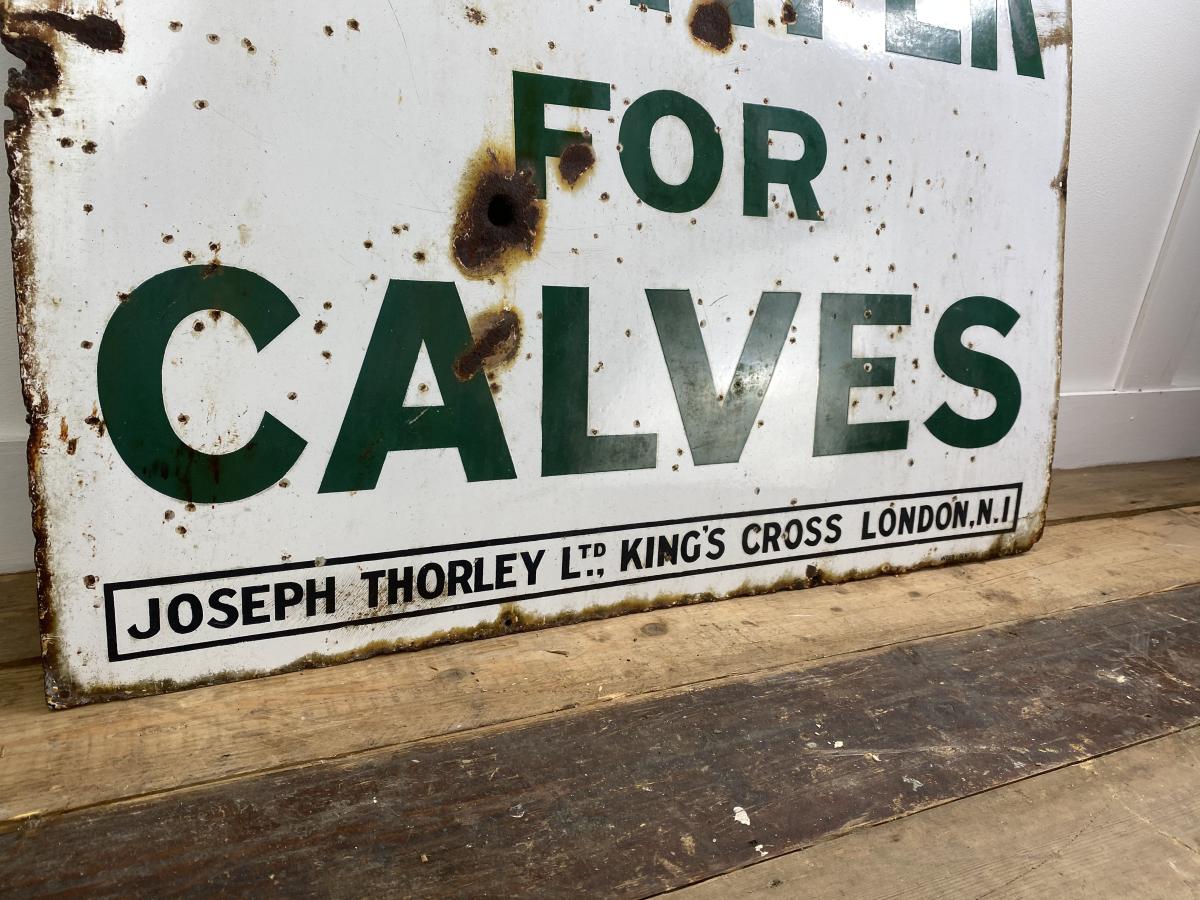 FOR
CALVES
JOSEPH THORLEY LTD., KING'S CROSS LONDON, N.1